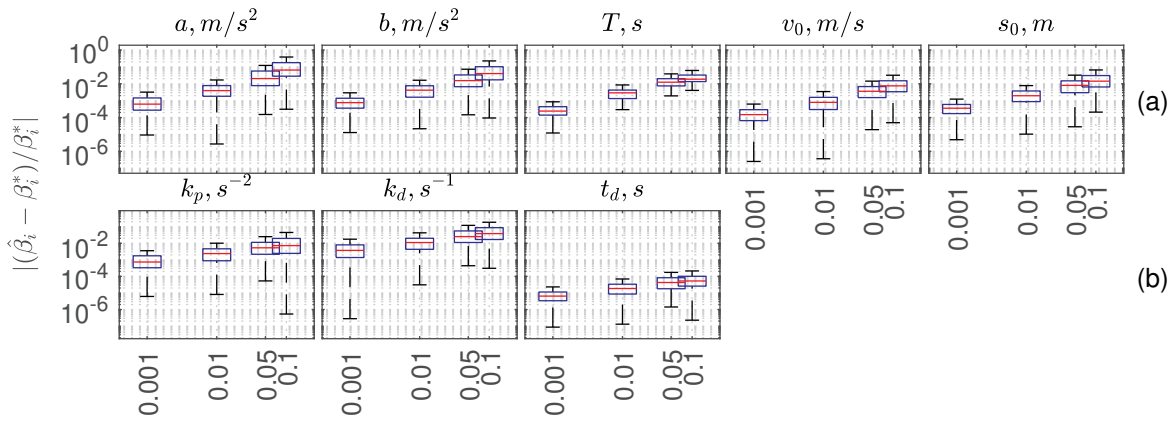 a, m/s² b, m/s² T, s v₀, m/s s₀, m
10⁰
10⁻²
10⁻⁴
10⁻⁶
(a)
0.001 0.01 0.05 0.1 0.001 0.01 0.05 0.1
|(β̂ᵢ − βᵢ*)/βᵢ*|
kₚ, s⁻² k_d, s⁻¹ t_d, s
10⁻²
10⁻⁴
10⁻⁶
(b)
0.001 0.01 0.05 0.1 0.001 0.01 0.05 0.1 0.001 0.01 0.05 0.1